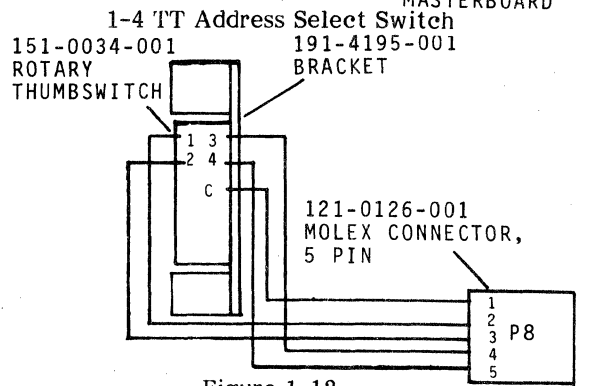 MASTERBOARD
1-4 TT Address Select Switch
151-0034-001
ROTARY
THUMBSWITCH
191-4195-001
BRACKET
1 3
2 4
C
121-0126-001
MOLEX CONNECTOR,
5 PIN
1
2
3
4
5
P8
Figure 1-18